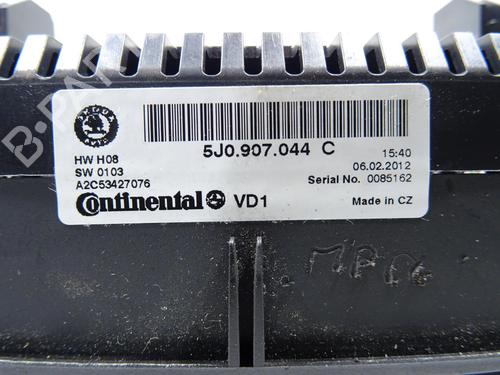 B-PARTS
SKODA
AUTO
5J0.907.044 C
HW H08
SW 0103
A2C53427076
15:40
06.02.2012
Serial No. 0085162
Continental VD1
Made in CZ